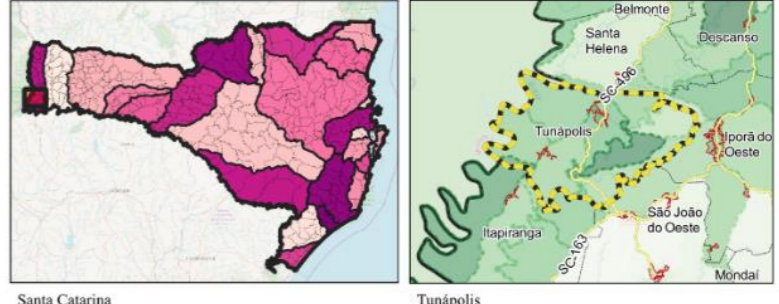 Belmonte
Santa
Helena
Descanso
SC-496
Tunápolis
Iporã do
Oeste
Itapiranga
São João
do Oeste
SC-163
Mondaí
Santa Catarina
Tunápolis